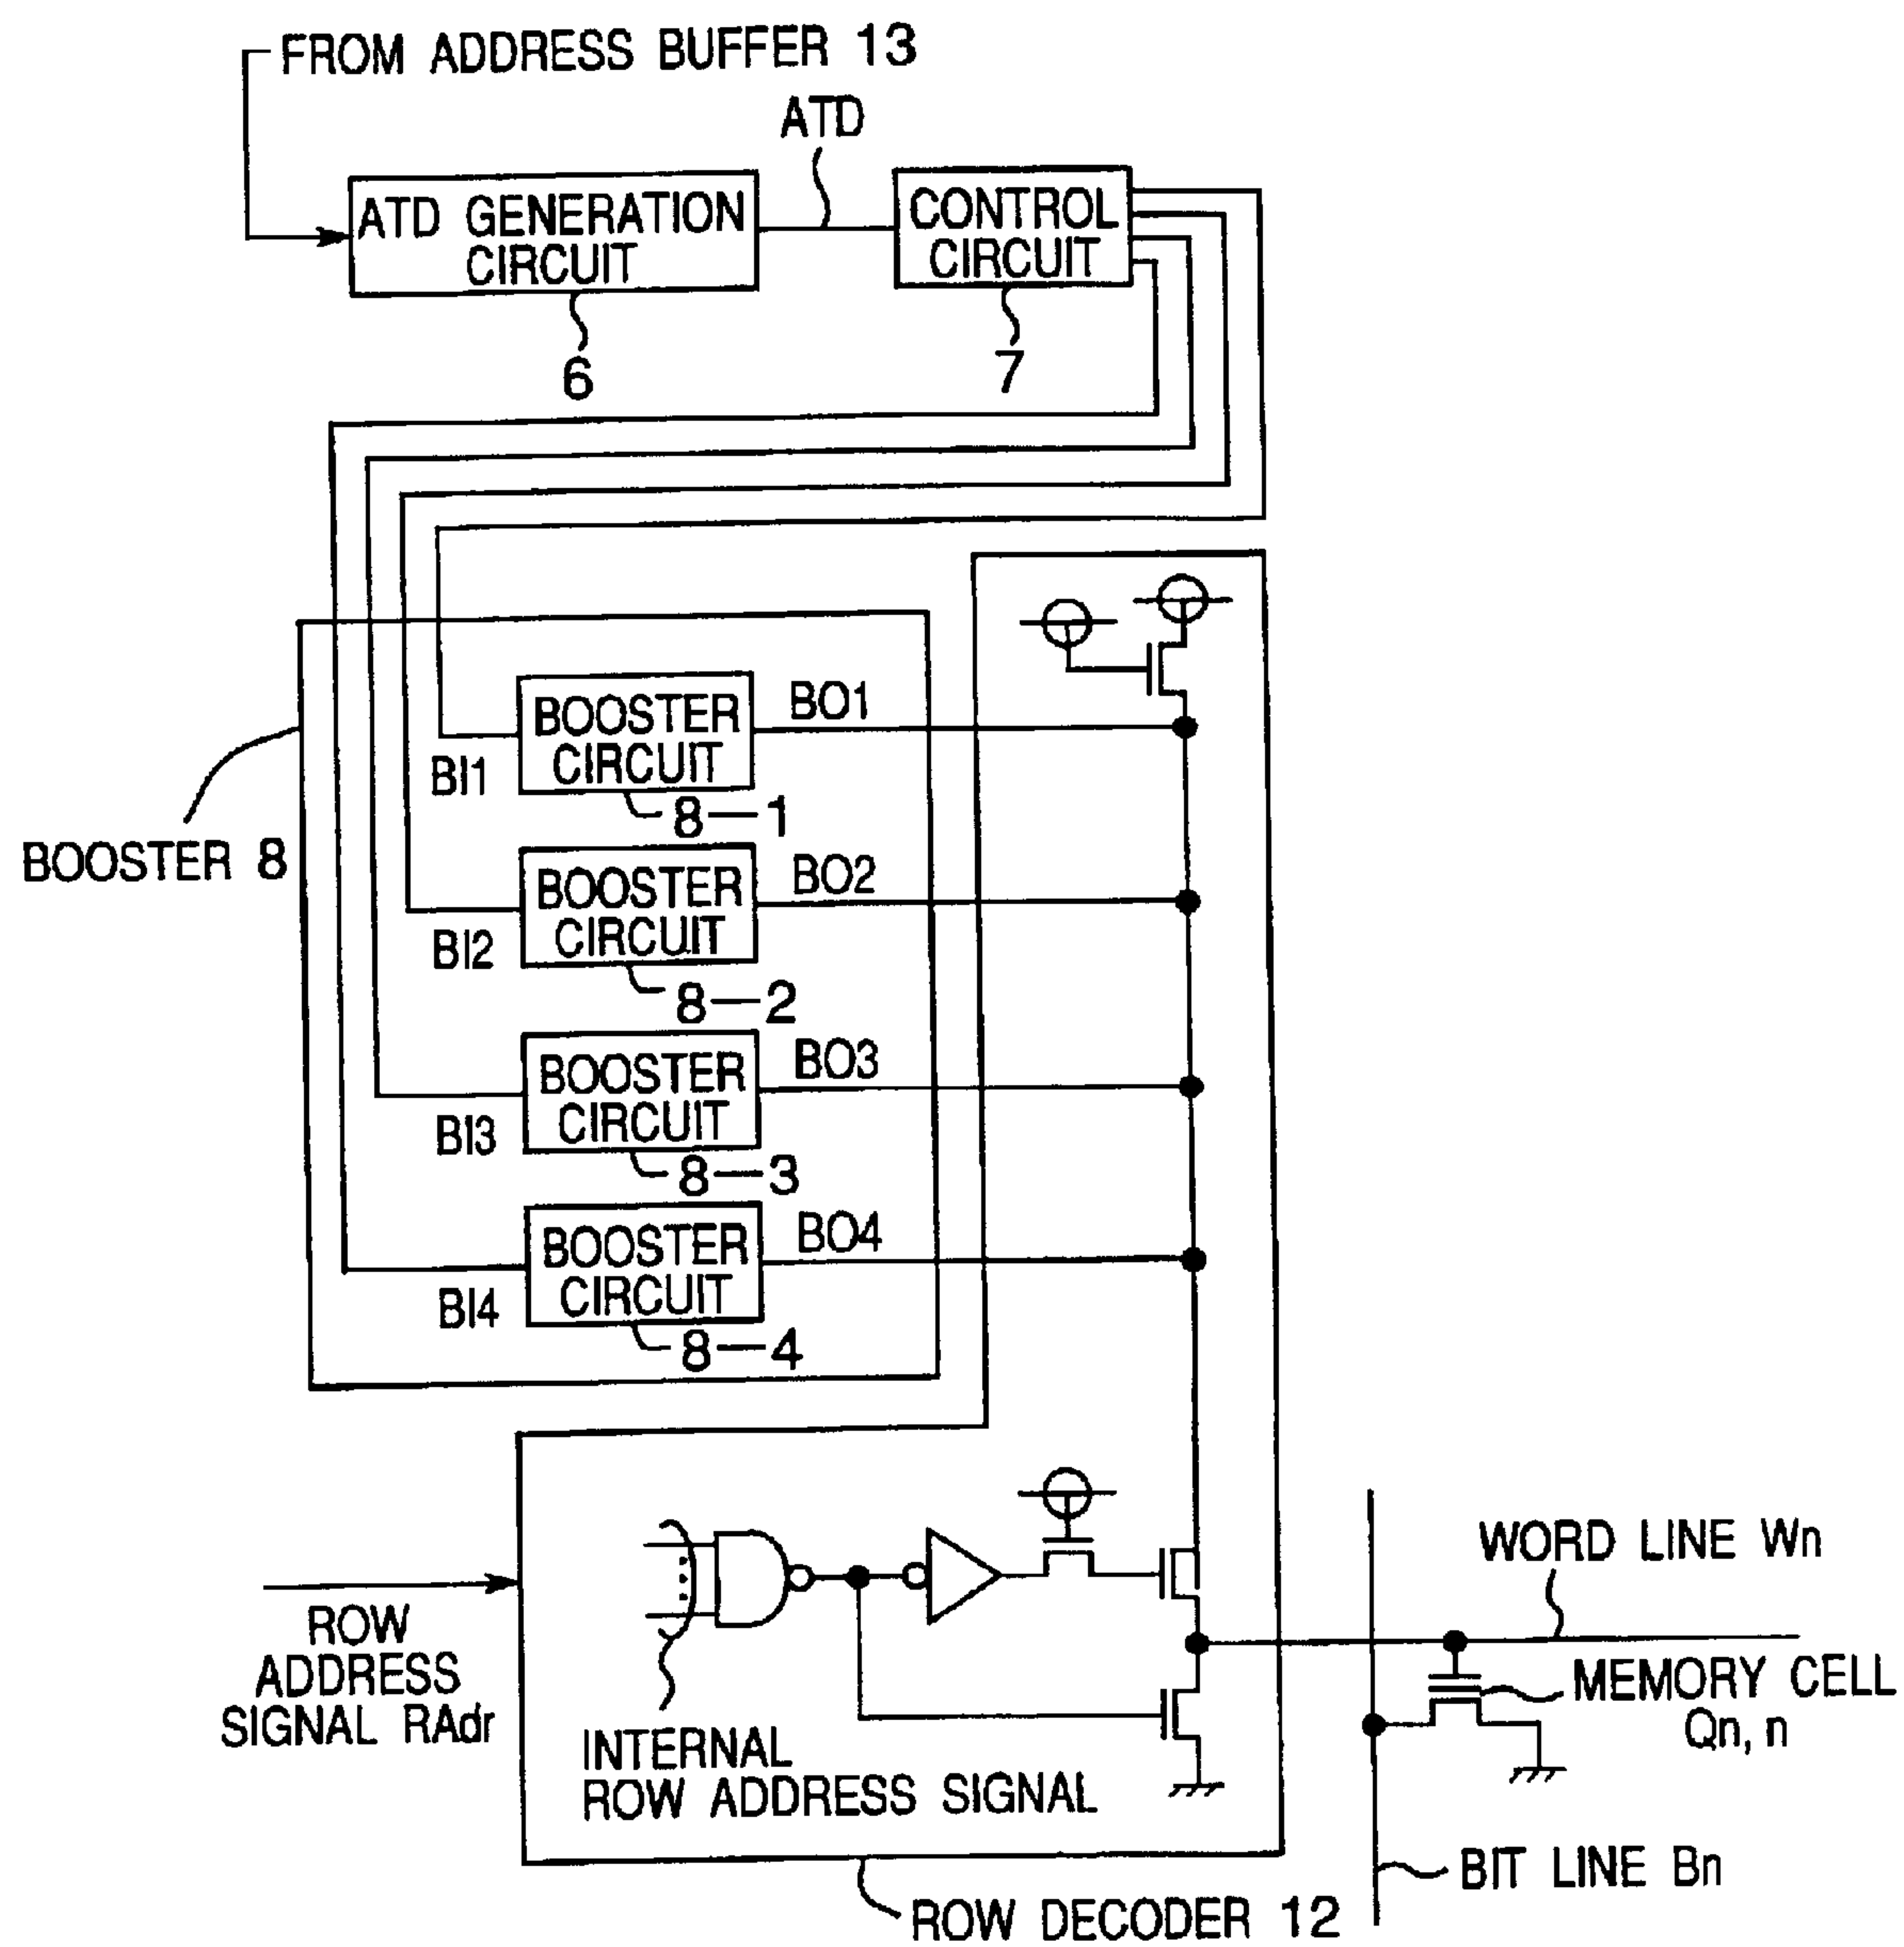 FROM ADDRESS BUFFER 13
ATD
ATD GENERATION
CIRCUIT
CONTROL
CIRCUIT
6
7
BOOSTER
CIRCUIT
BO1
BI1
8—1
BOOSTER 8
BOOSTER
CIRCUIT
BO2
BI2
8—2
BOOSTER
CIRCUIT
BO3
BI3
8—3
BOOSTER
CIRCUIT
BO4
BI4
8—4
ROW
ADDRESS
SIGNAL RAdr
INTERNAL
ROW ADDRESS SIGNAL
WORD LINE Wn
MEMORY CELL
Qn, n
BIT LINE Bn
ROW DECODER 12